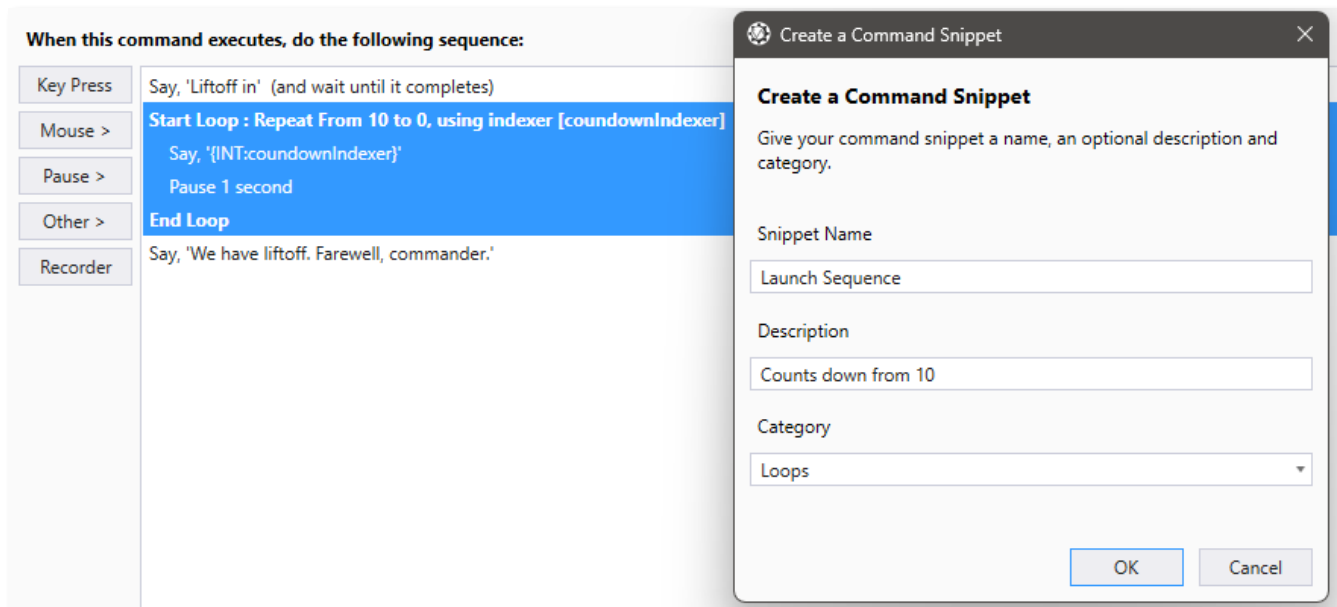 When this command executes, do the following sequence:
Key Press
Mouse >
Pause >
Other >
Recorder
Say, 'Liftoff in'  (and wait until it completes)
Start Loop : Repeat From 10 to 0, using indexer [coundownIndexer]
Say, '{INT:coundownIndexer}'
Pause 1 second
End Loop
Say, 'We have liftoff. Farewell, commander.'
Create a Command Snippet
Create a Command Snippet
Give your command snippet a name, an optional description and
category.
Snippet Name
Launch Sequence
Description
Counts down from 10
Category
Loops
OK
Cancel